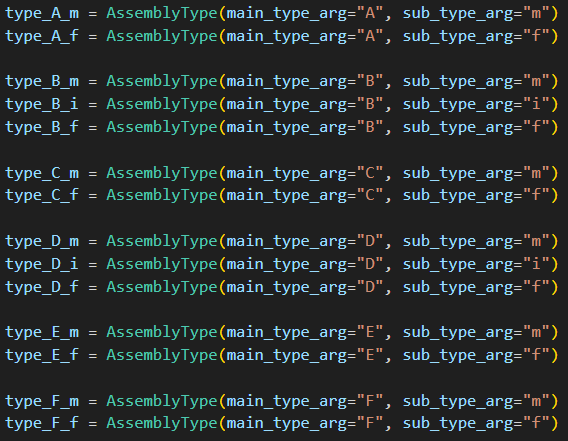 type_A_m = AssemblyType(main_type_arg="A", sub_type_arg="m")
type_A_f = AssemblyType(main_type_arg="A", sub_type_arg="f")
type_B_m = AssemblyType(main_type_arg="B", sub_type_arg="m")
type_B_i = AssemblyType(main_type_arg="B", sub_type_arg="i")
type_B_f = AssemblyType(main_type_arg="B", sub_type_arg="f")
type_C_m = AssemblyType(main_type_arg="C", sub_type_arg="m")
type_C_f = AssemblyType(main_type_arg="C", sub_type_arg="f")
type_D_m = AssemblyType(main_type_arg="D", sub_type_arg="m")
type_D_i = AssemblyType(main_type_arg="D", sub_type_arg="i")
type_D_f = AssemblyType(main_type_arg="D", sub_type_arg="f")
type_E_m = AssemblyType(main_type_arg="E", sub_type_arg="m")
type_E_f = AssemblyType(main_type_arg="E", sub_type_arg="f")
type_F_m = AssemblyType(main_type_arg="F", sub_type_arg="m")
type_F_f = AssemblyType(main_type_arg="F", sub_type_arg="f")